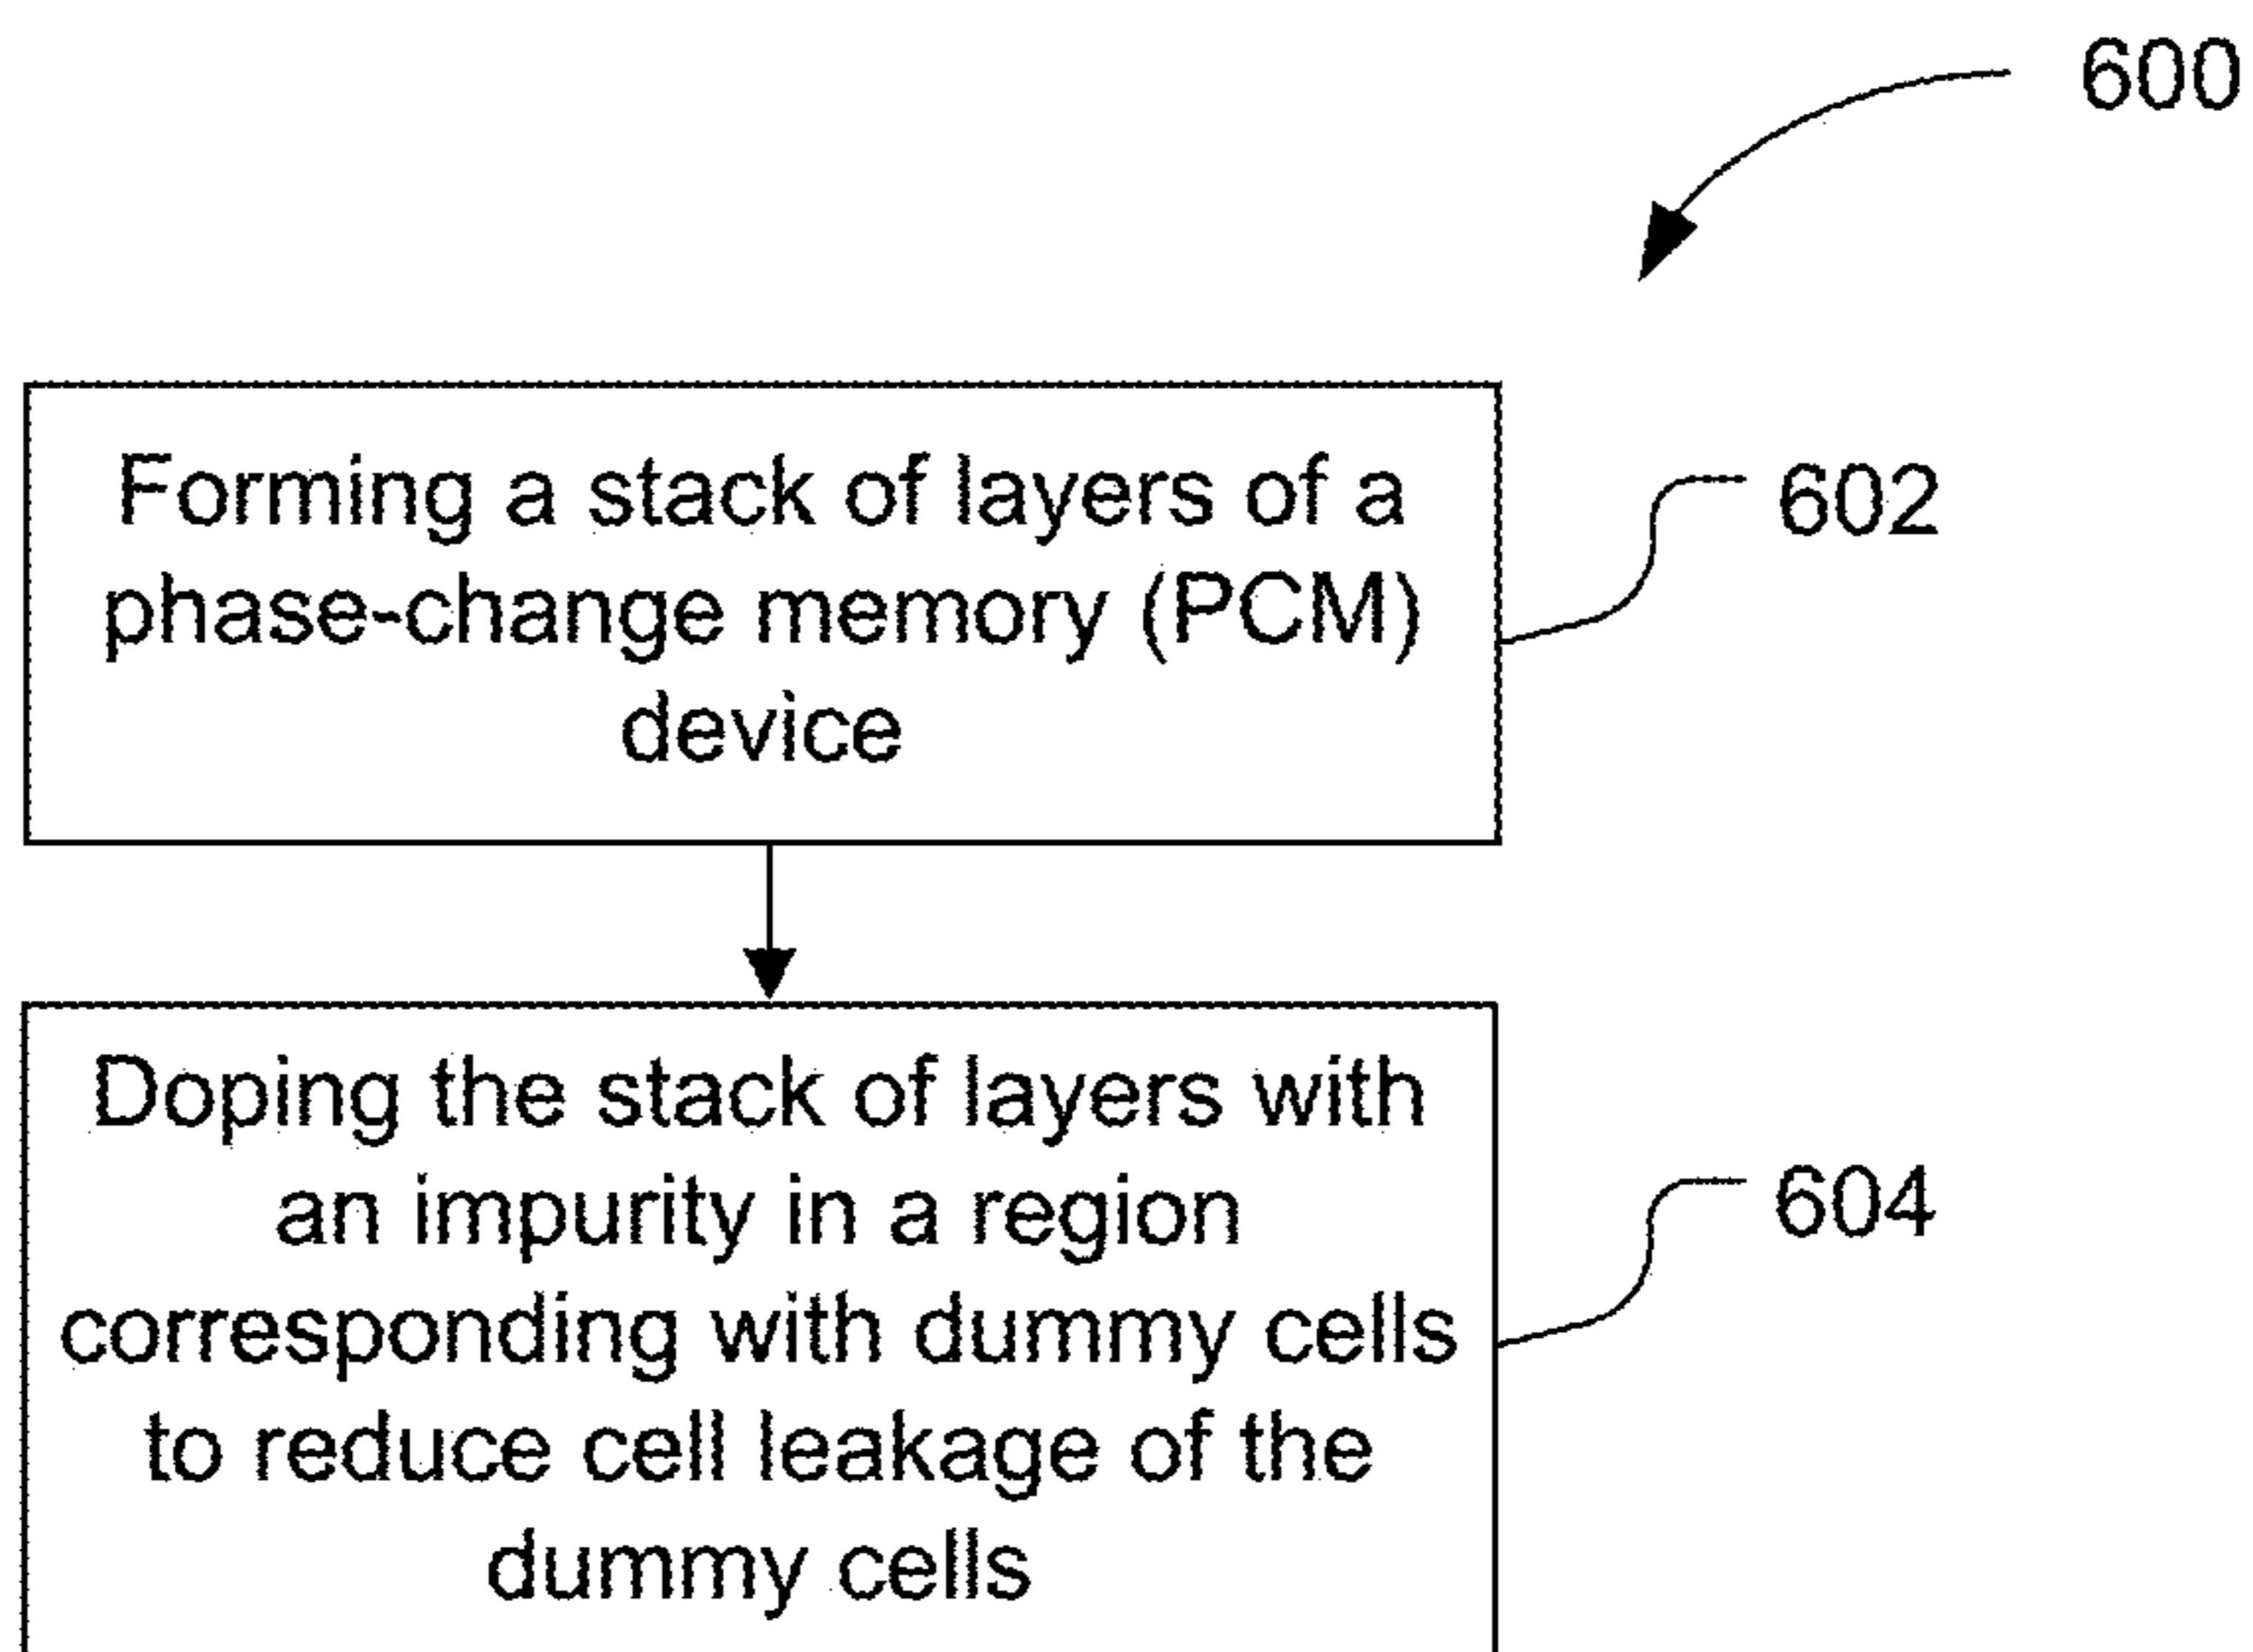 600
Forming a stack of layers of a
phase-change memory (PCM)
device
602
Doping the stack of layers with
an impurity in a region
corresponding with dummy cells
to reduce cell leakage of the
dummy cells
604